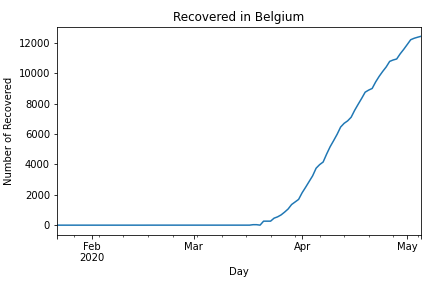 Recovered in Belgium
Number of Recovered
12000
10000
8000
6000
4000
2000
0
Feb
2020
Mar
Apr
May
Day